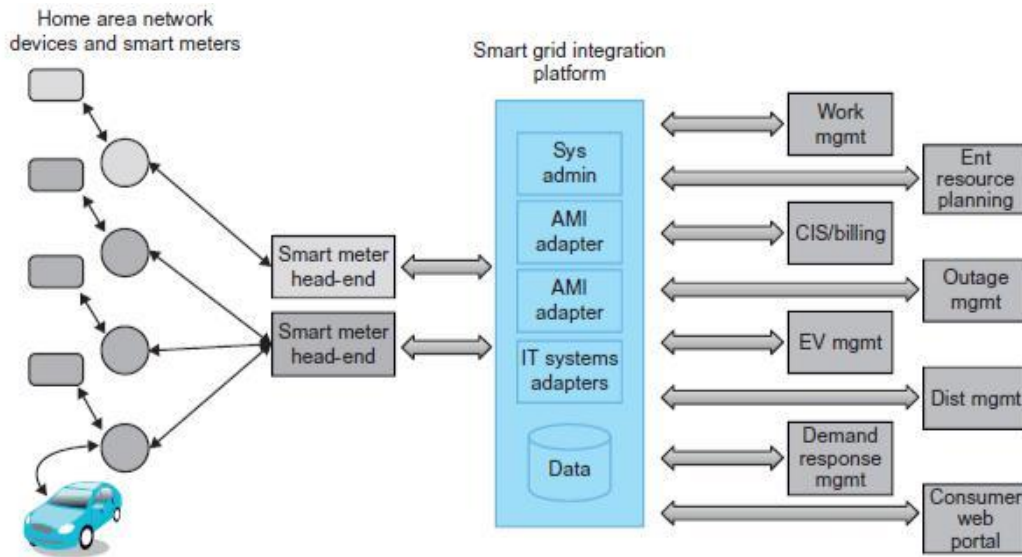 Home area network
devices and smart meters
Smart grid integration
platform
Sys
admin
AMI
adapter
AMI
adapter
IT systems
adapters
Data
Smart meter
head-end
Smart meter
head-end
Work
mgmt
Ent
resource
planning
CIS/billing
Outage
mgmt
EV mgmt
Dist mgmt
Demand
response
mgmt
Consumer
web
portal